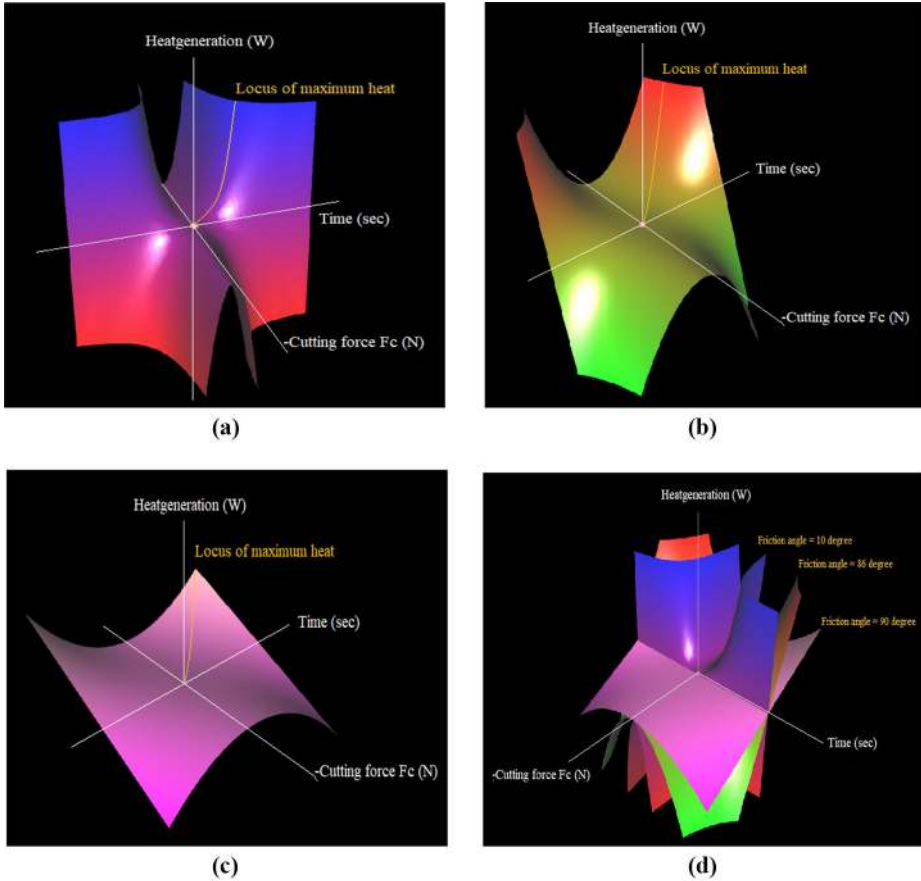 Heatgeneration (W)
Locus of maximum heat
Time (sec)
-Cutting force Fc (N)
(a)
Heatgeneration (W)
Locus of maximum heat
Time (sec)
-Cutting force Fc (N)
(b)
Heatgeneration (W)
Locus of maximum heat
Time (sec)
-Cutting force Fc (N)
(c)
Heatgeneration (W)
Friction angle = 10 degree
Friction angle = 86 degree
Friction angle = 90 degree
Time (sec)
-Cutting force Fc (N)
(d)